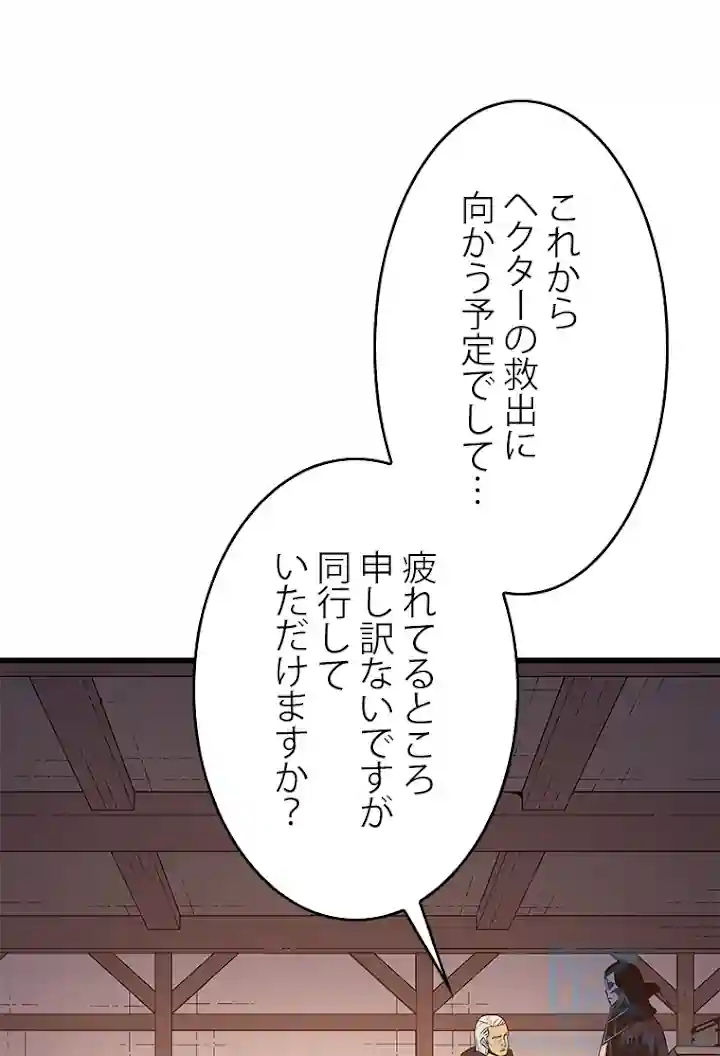 これから
ヘクターの救出に
向かう予定でして…
疲れてるところ
申し訳ないですが
同行して
いただけますか？